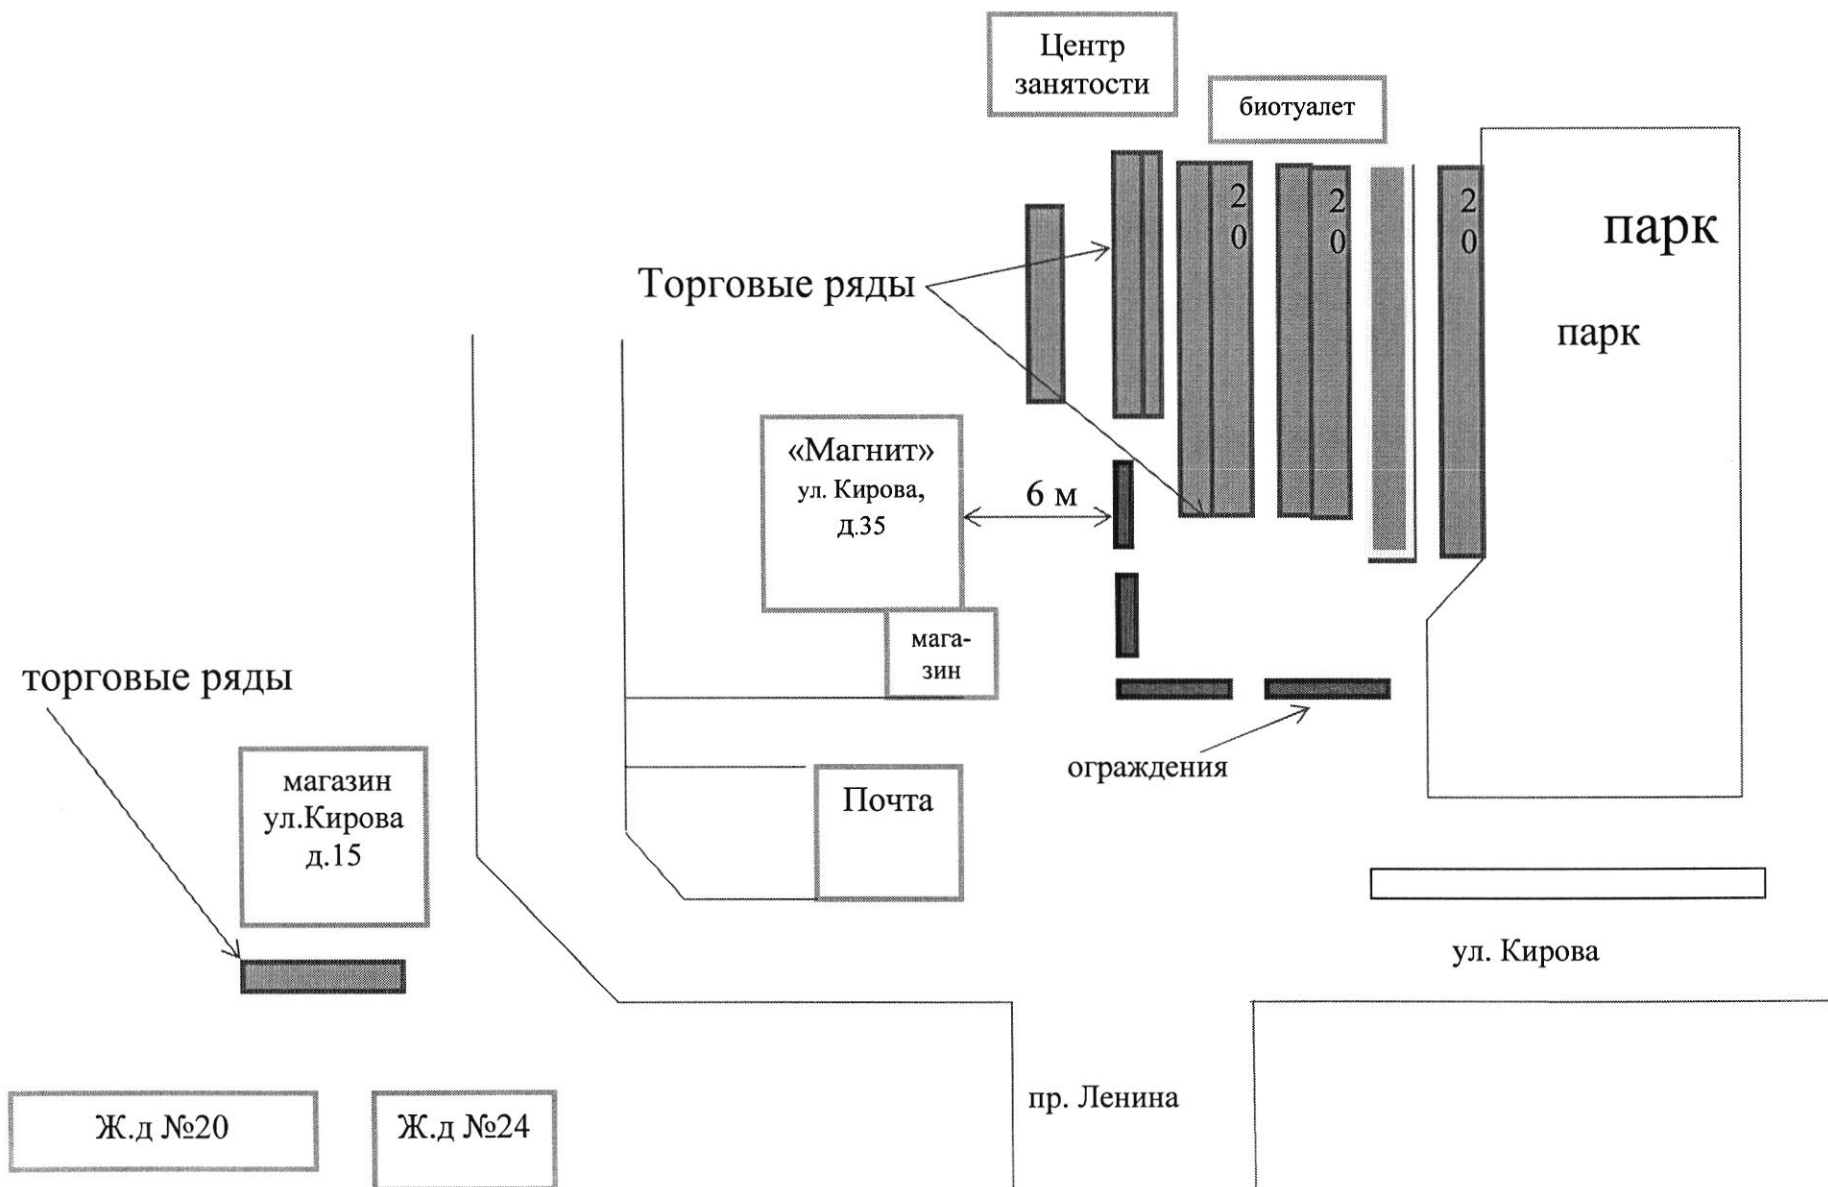 Центр
занятости
биотуалет
2
0
2
0
2
0
парк
Торговые ряды
парк
«Магнит»
ул. Кирова,
д.35
6 м
мага-
зин
торговые ряды
ограждения
магазин
ул.Кирова
д.15
Почта
ул. Кирова
пр. Ленина
Ж.д №20
Ж.д №24